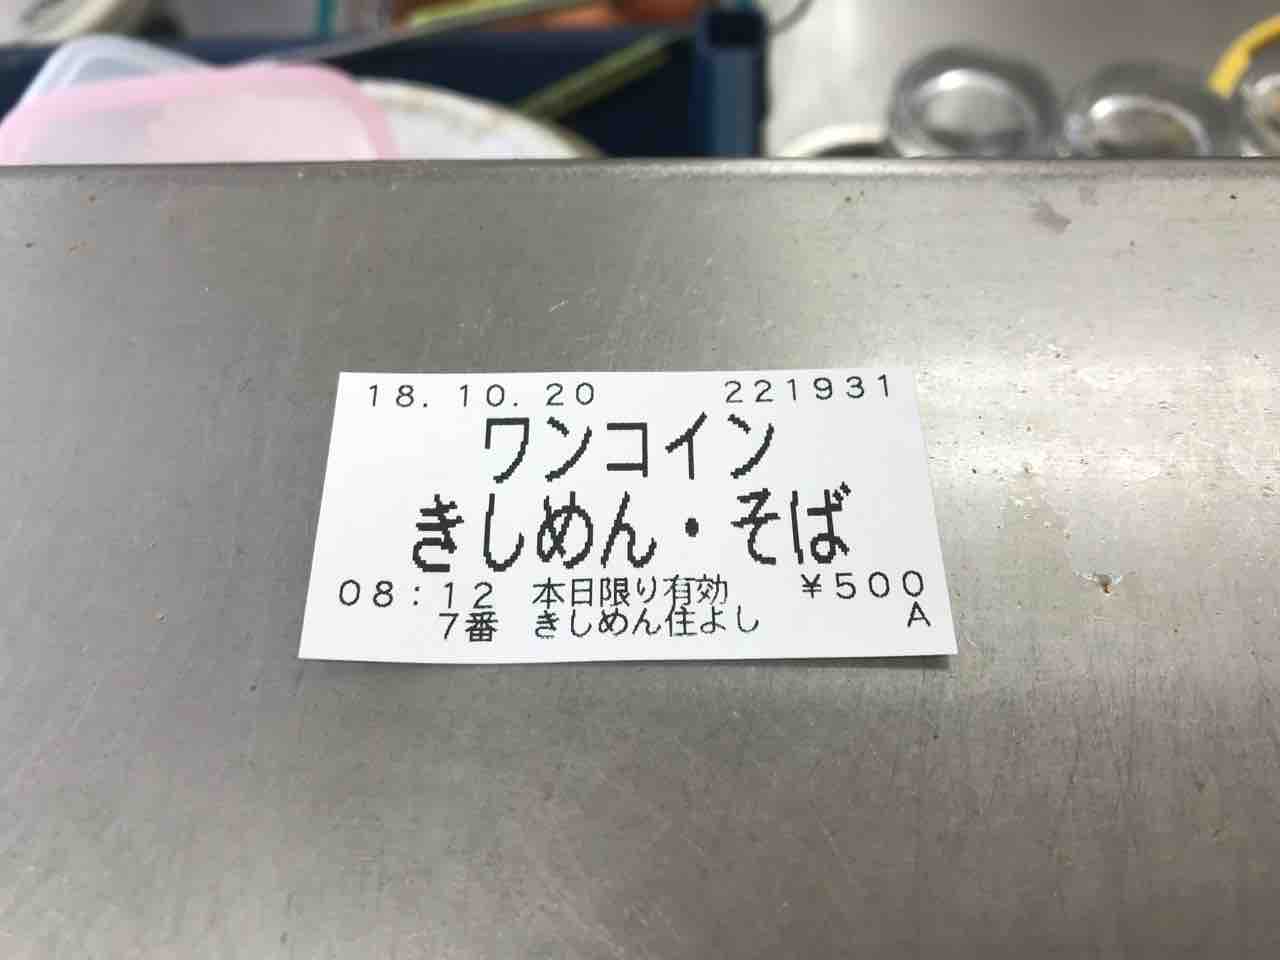 18.10.20 221931
ワンコイン
きしめん・そば
08:12 本日限り有効 ¥500
7番 きしめん住よし A